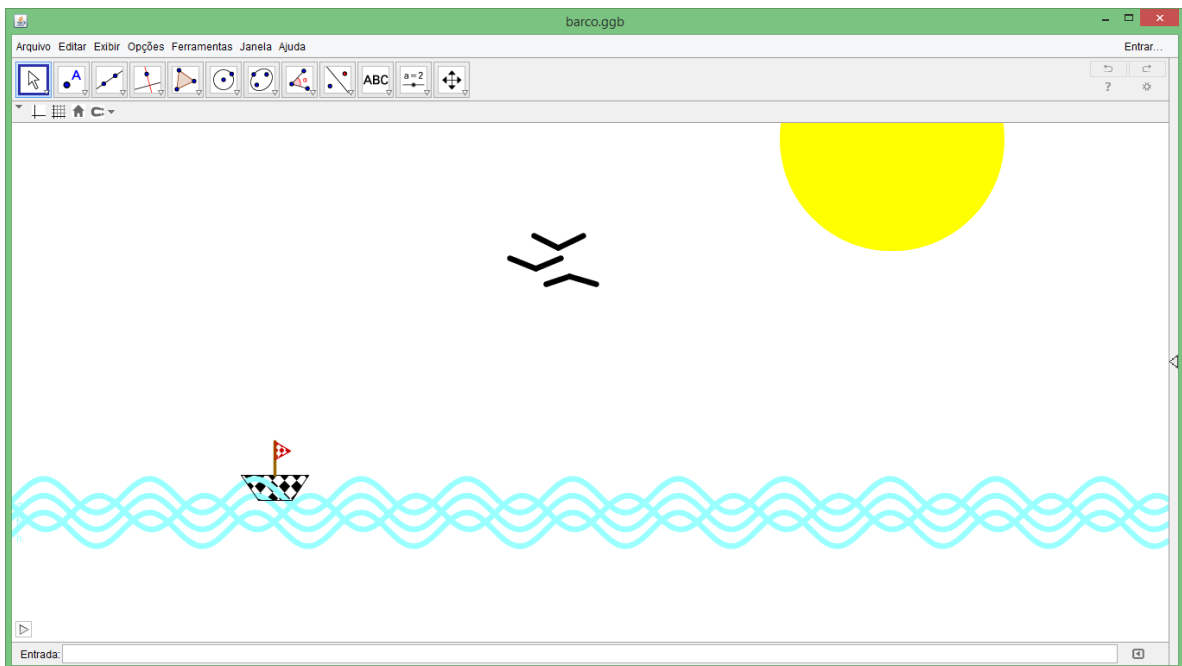 barco.ggb
Arquivo Editar Exibir Opções Ferramentas Janela Ajuda
Entrar...
A
α
ABC
a=2
?
Entrada: